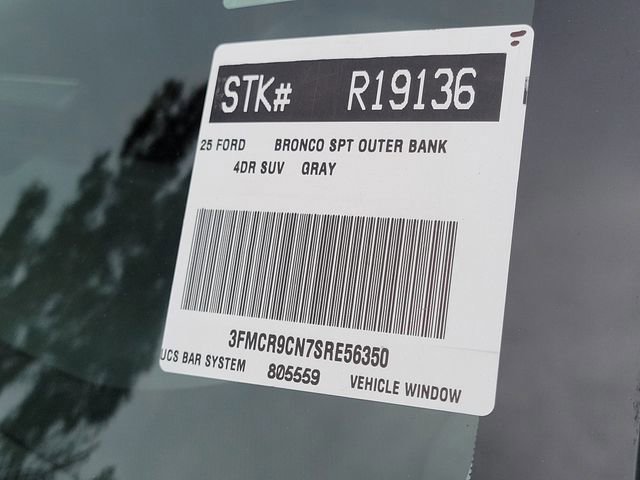 STK# R19136
25 FORD BRONCO SPT OUTER BANK
4DR SUV GRAY
3FMCR9CN7SRE56350
UCS BAR SYSTEM 805559 VEHICLE WINDOW